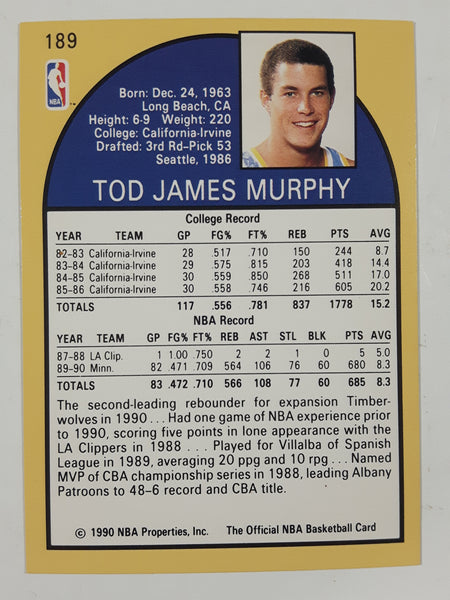 189
NBA
Born: Dec. 24, 1963
Long Beach, CA
Height: 6-9 Weight: 220
College: California-Irvine
Drafted: 3rd Rd-Pick 53
Seattle, 1986
TOD JAMES MURPHY
College Record
YEAR TEAM GP FG% FT% REB PTS AVG
82-83 California-Irvine 28 .517 .710 150 244 8.7
83-84 California-Irvine 29 .575 .815 203 418 14.4
84-85 California-Irvine 30 .559 .850 268 511 17.0
85-86 California-Irvine 30 .558 .746 216 605 20.2
TOTALS 117 .556 .781 837 1778 15.2
NBA Record
YEAR TEAM GP FG% FT% REB AST STL BLK PTS AVG
87-88 LA Clip. 1 1.00 .750 2 2 1 0 5 5.0
89-90 Minn. 82 .471 .709 564 106 76 60 680 8.3
TOTALS 83 .472 .710 566 108 77 60 685 8.3
The second-leading rebounder for expansion Timber-
wolves in 1990 . . . Had one game of NBA experience prior
to 1990, scoring five points in lone appearance with the
LA Clippers in 1988 . . . Played for Villalba of Spanish
League in 1989, averaging 20 ppg and 10 rpg . . . Named
MVP of CBA championship series in 1988, leading Albany
Patroons to 48-6 record and CBA title.
© 1990 NBA Properties, Inc. The Official NBA Basketball Card